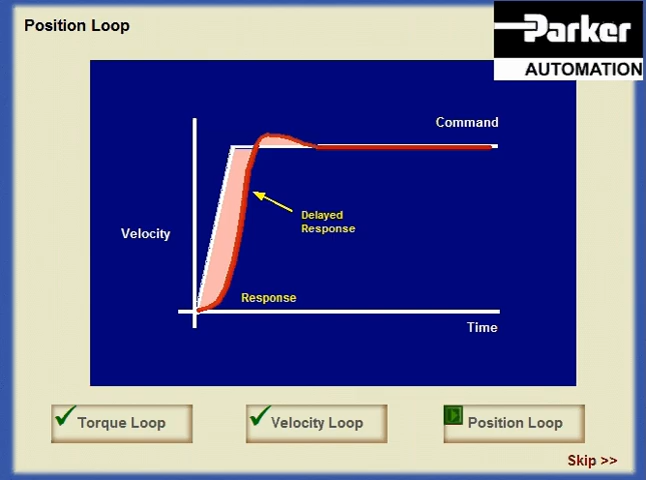 Position Loop
Parker
AUTOMATION
Command
Velocity
Delayed
Response
Response
Time
Torque Loop
Velocity Loop
Position Loop
Skip >>